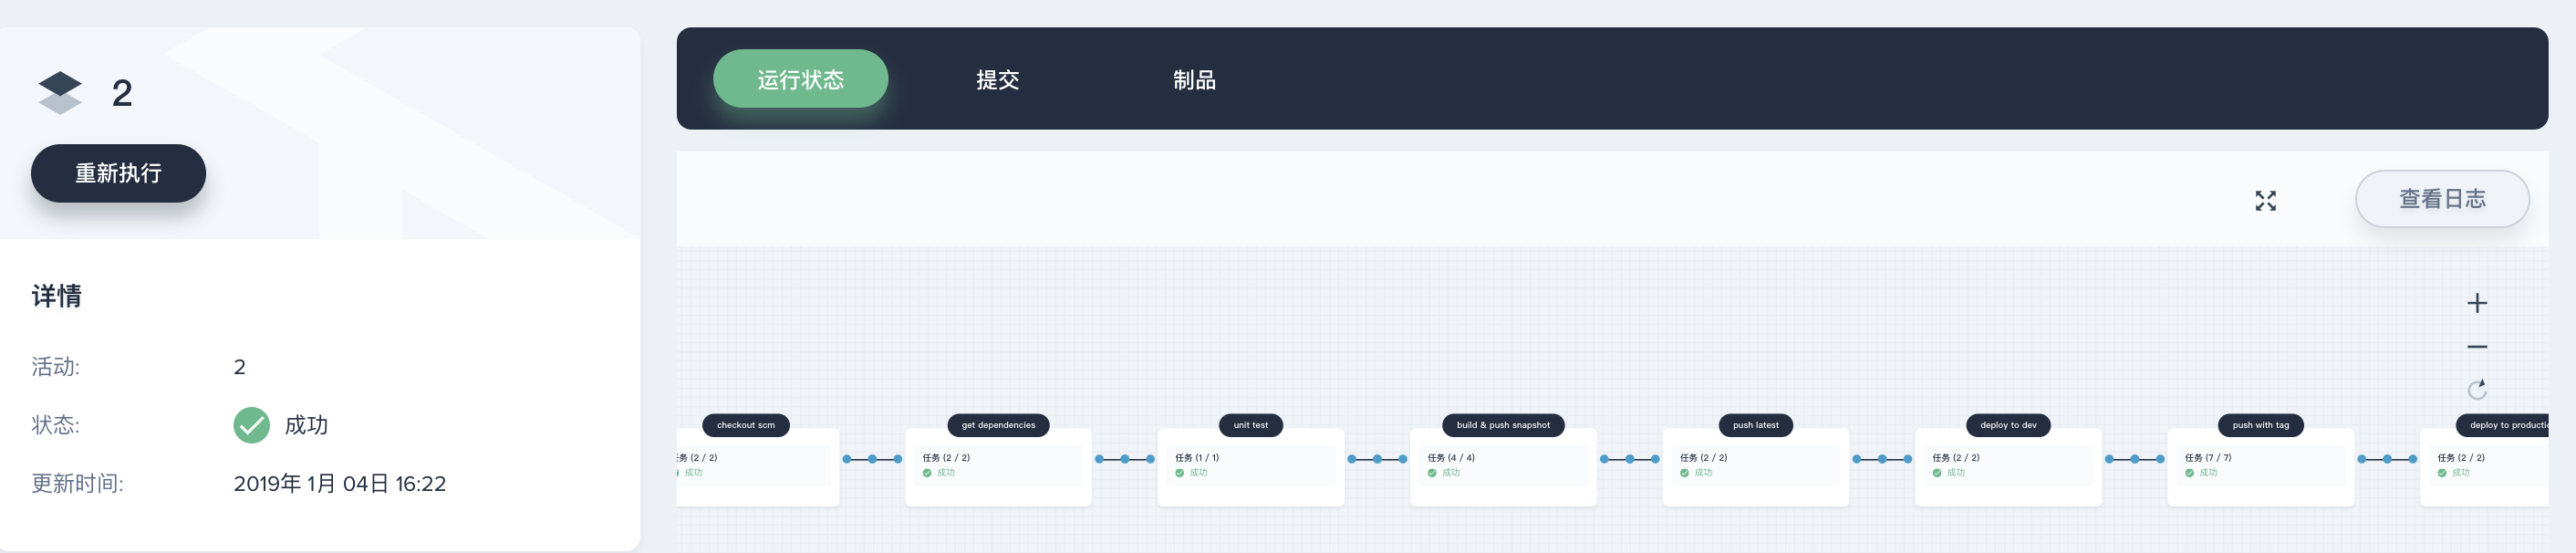 2
重新执行
详情
活动: 2
状态: 成功
更新时间: 2019年 1月 04日 16:22
运行状态 提交 制品
查看日志
checkout scm
务 (2 / 2)
成功
get dependencies
任务 (2 / 2)
成功
unit test
任务 (1 / 1)
成功
build & push snapshot
任务 (4 / 4)
成功
push latest
任务 (2 / 2)
成功
deploy to dev
任务 (2 / 2)
成功
push with tag
任务 (7 / 7)
成功
deploy to productic
任务 (2 / 2)
成功